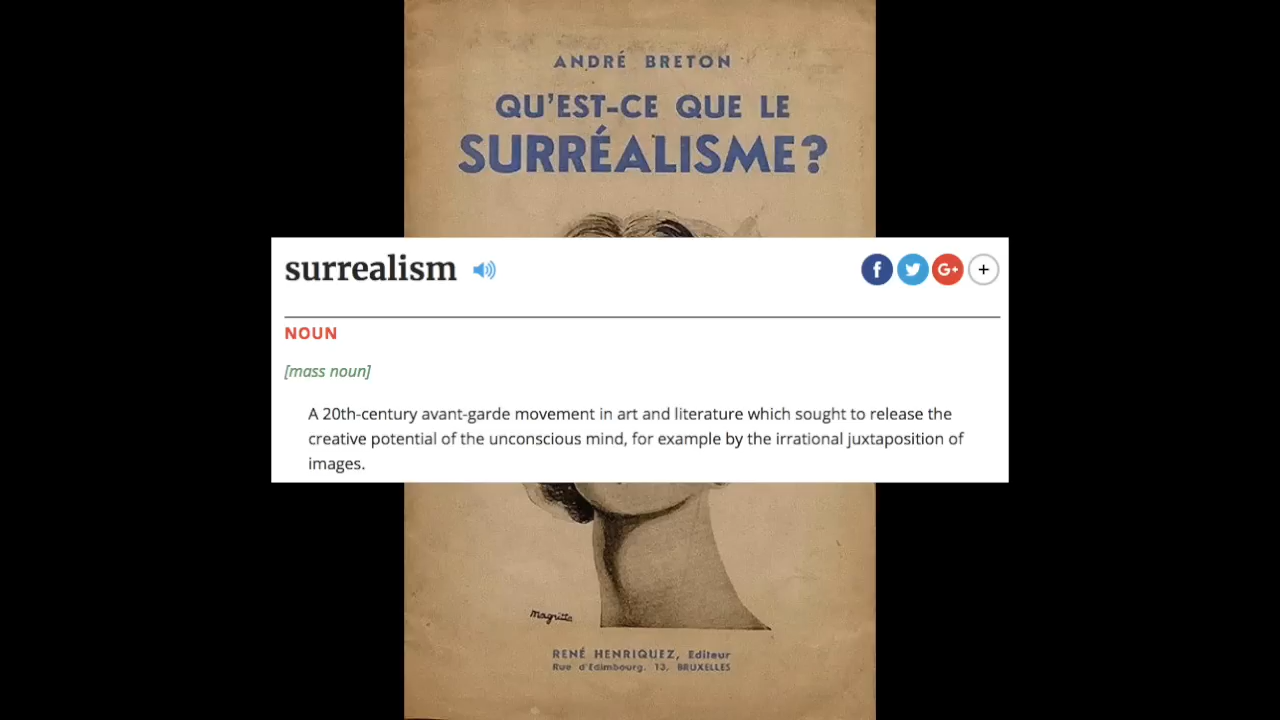 ANDRÉ BRETON
QU'EST-CE QUE LE
SURRÉALISME?
surrealism
f G+ +
NOUN
[mass noun]
A 20th-century avant-garde movement in art and literature which sought to release the
creative potential of the unconscious mind, for example by the irrational juxtaposition of
images.
Magritte
RENÉ HENRIQUEZ, Editeur
Rue d'Edimbourg, 13, BRUXELLES